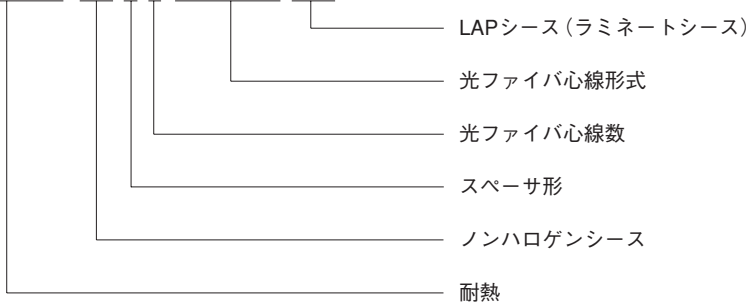 LAPシース（ラミネートシース）
光ファイバ心線形式
光ファイバ心線数
スペーサ形
ノンハロゲンシース
耐熱